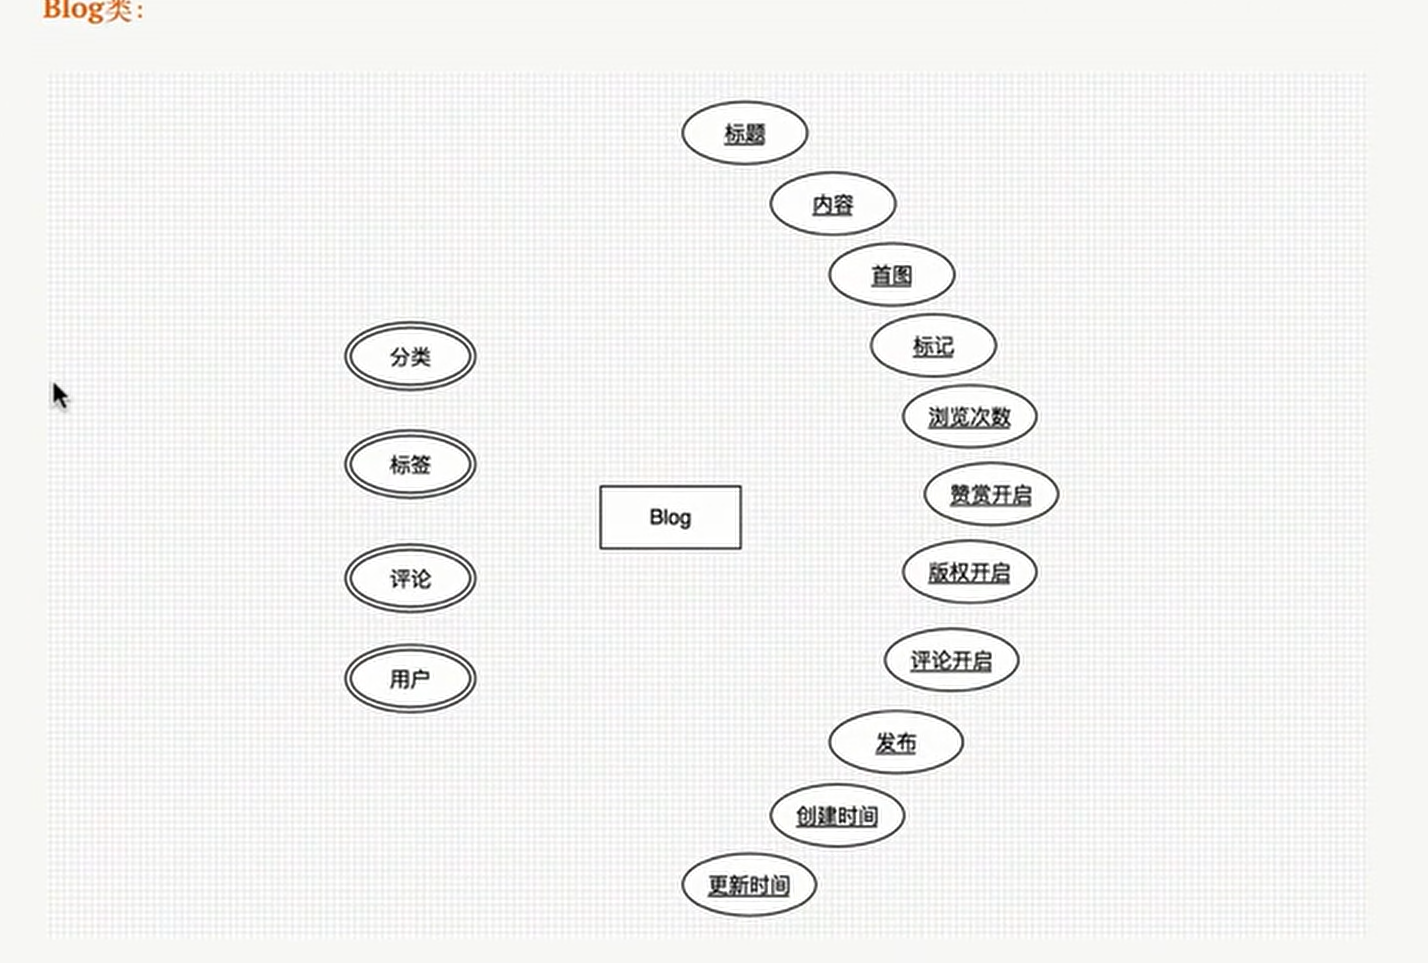 Blog类：
标题
内容
首图
标记
浏览次数
赞赏开启
版权开启
评论开启
发布
创建时间
更新时间
分类
标签
评论
用户
Blog